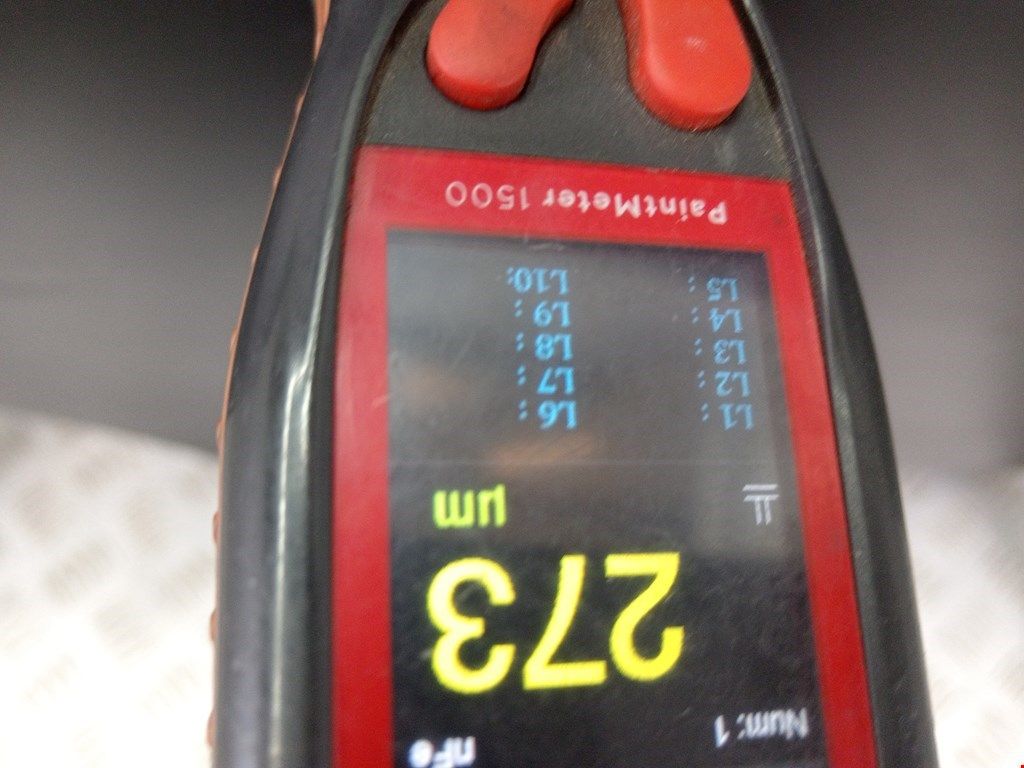 nFe
Num: 1
273
µm
L1: L6:
L2: L7:
L3: L8:
L4: L9:
L5: L10:
PaintMeter 1500